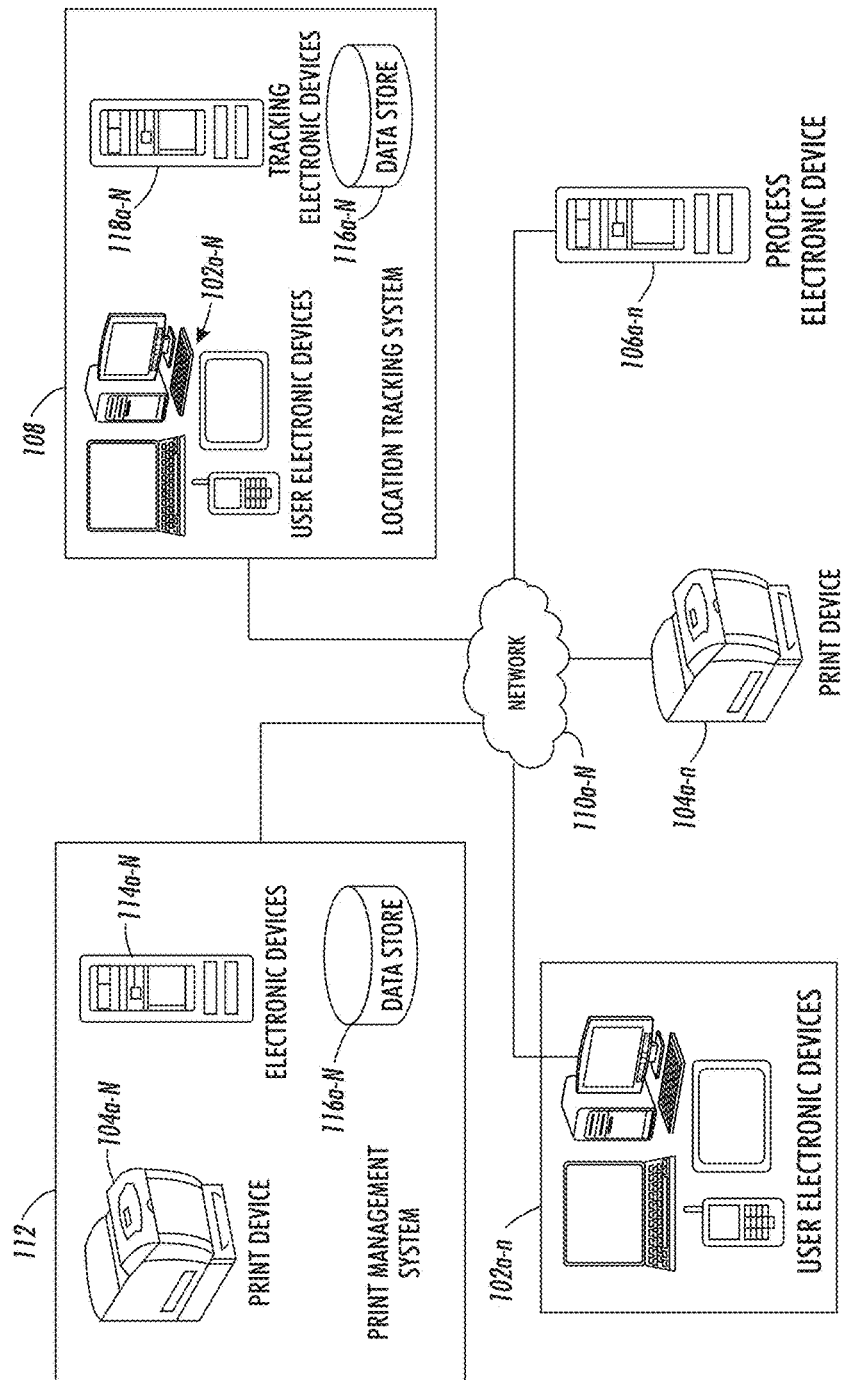 112
104a-N
PRINT DEVICE
114a-N
ELECTRONIC DEVICES
116a-N
DATA STORE
PRINT MANAGEMENT
SYSTEM
108
102a-N
USER ELECTRONIC DEVICES
118a-N
TRACKING
ELECTRONIC DEVICES
116a-N
DATA STORE
LOCATION TRACKING SYSTEM
NETWORK
110a-N
102a-n
USER ELECTRONIC DEVICES
104a-n
PRINT DEVICE
106a-n
PROCESS
ELECTRONIC DEVICE